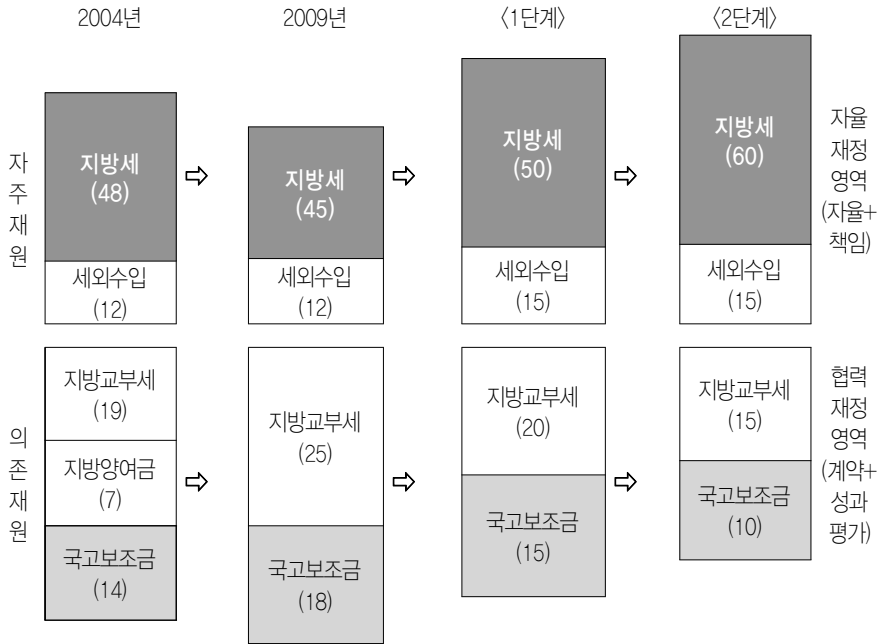 2004년
2009년
〈1단계〉
〈2단계〉
자
주
재
원
지방세
(48)
세외수입
(12)
지방세
(45)
세외수입
(12)
지방세
(50)
세외수입
(15)
지방세
(60)
세외수입
(15)
자율
재정
영역
(자율+
책임)
의
존
재
원
지방교부세
(19)
지방양여금
(7)
국고보조금
(14)
지방교부세
(25)
국고보조금
(18)
지방교부세
(20)
국고보조금
(15)
지방교부세
(15)
국고보조금
(10)
협력
재정
영역
(계약+
성과
평가)